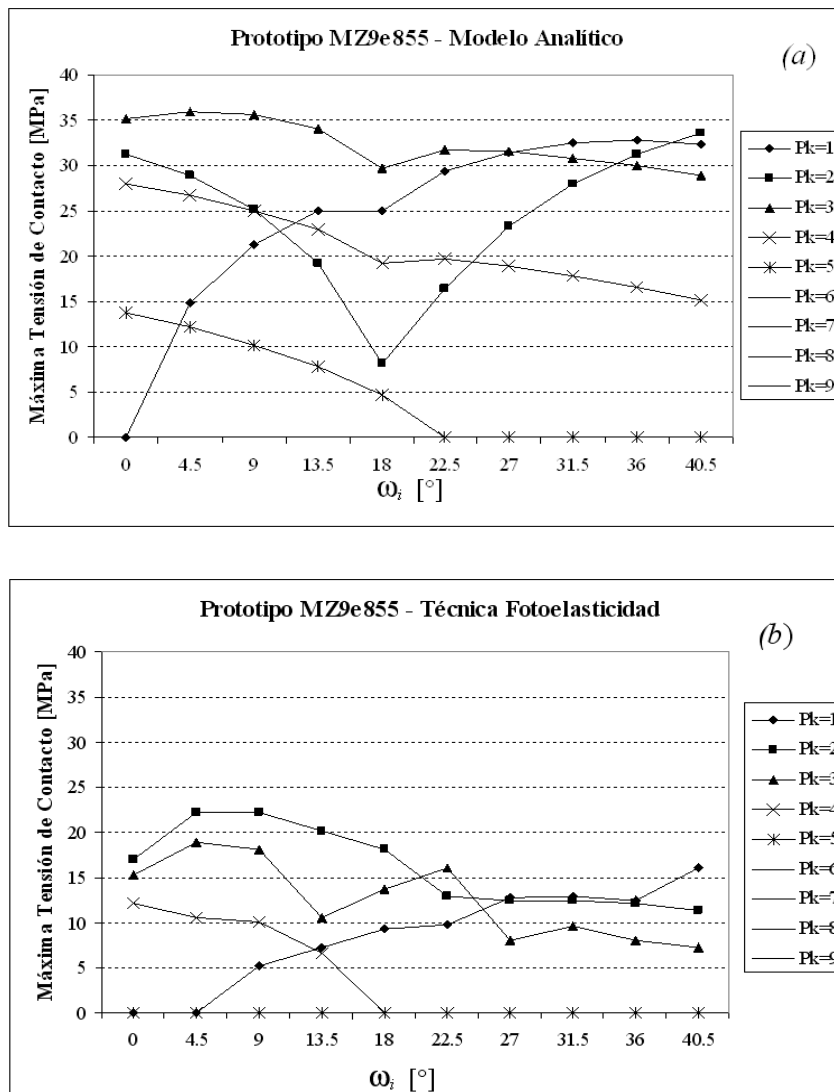 Prototipo MZ9e855 - Modelo Analítico
(a)
Máxima Tensión de Contacto [MPa]
40
35
30
25
20
15
10
5
0
0 4.5 9 13.5 18 22.5 27 31.5 36 40.5
ωi [°]
Pk=1
Pk=2
Pk=3
Pk=4
Pk=5
Pk=6
Pk=7
Pk=8
Pk=9
Prototipo MZ9e855 - Técnica Fotoelasticidad
(b)
Máxima Tensión de Contacto [MPa]
40
35
30
25
20
15
10
5
0
0 4.5 9 13.5 18 22.5 27 31.5 36 40.5
ωi [°]
Pk=1
Pk=2
Pk=3
Pk=4
Pk=5
Pk=6
Pk=7
Pk=8
Pk=9